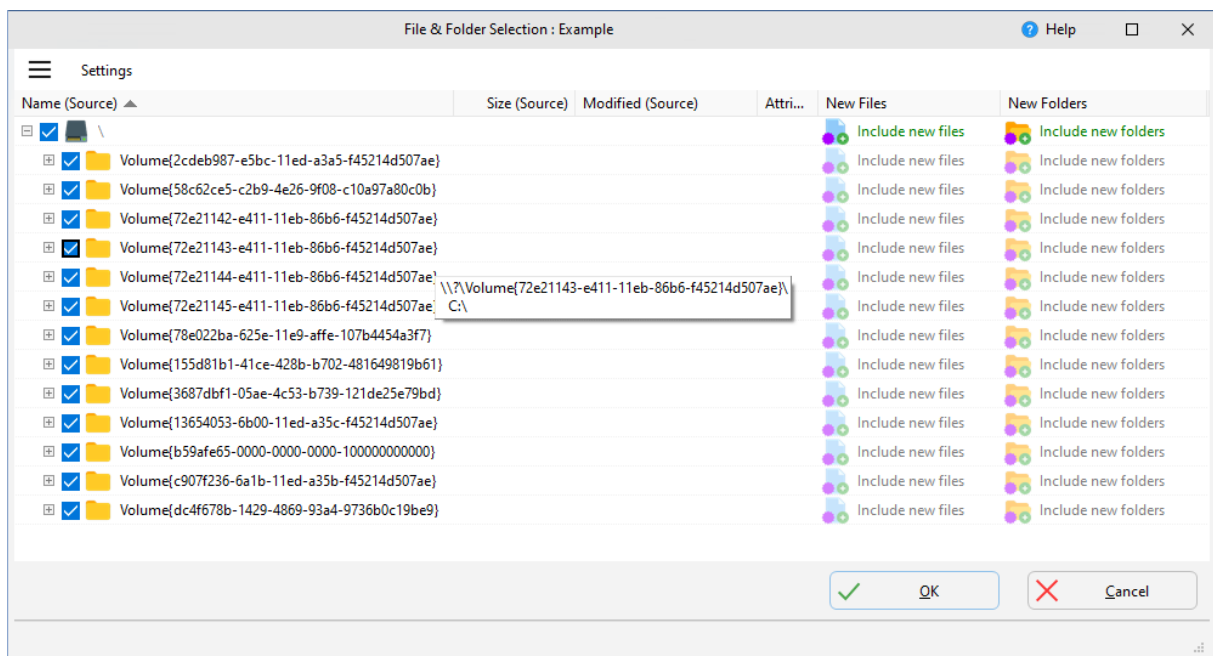 File & Folder Selection : Example
Help
Settings
Name (Source) Size (Source) Modified (Source) Attri... New Files New Folders
\ Include new files Include new folders
Volume{2cdeb987-e5bc-11ed-a3a5-f45214d507ae} Include new files Include new folders
Volume{58c62ce5-c2b9-4e26-9f08-c10a97a80c0b} Include new files Include new folders
Volume{72e21142-e411-11eb-86b6-f45214d507ae} Include new files Include new folders
Volume{72e21143-e411-11eb-86b6-f45214d507ae} Include new files Include new folders
Volume{72e21144-e411-11eb-86b6-f45214d507ae} Include new files Include new folders
\\?\Volume{72e21143-e411-11eb-86b6-f45214d507ae}\
C:\
Volume{72e21145-e411-11eb-86b6-f45214d507ae} Include new files Include new folders
Volume{78e022ba-625e-11e9-affe-107b4454a3f7} Include new files Include new folders
Volume{155d81b1-41ce-428b-b702-481649819b61} Include new files Include new folders
Volume{3687dbf1-05ae-4c53-b739-121de25e79bd} Include new files Include new folders
Volume{13654053-6b00-11ed-a35c-f45214d507ae} Include new files Include new folders
Volume{b59afe65-0000-0000-0000-100000000000} Include new files Include new folders
Volume{c907f236-6a1b-11ed-a35b-f45214d507ae} Include new files Include new folders
Volume{dc4f678b-1429-4869-93a4-9736b0c19be9} Include new files Include new folders
OK Cancel